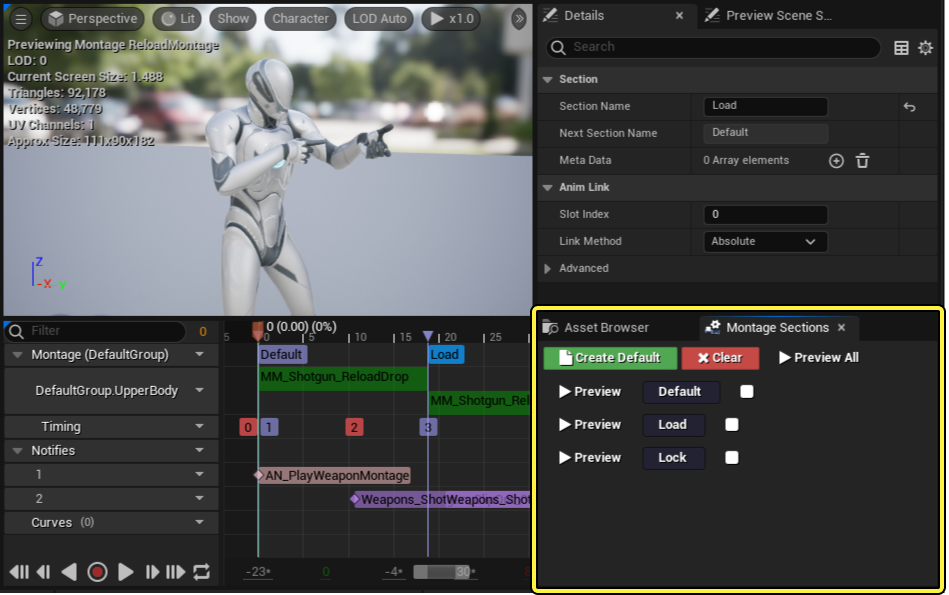 Perspective
Lit
Show
Character
LOD Auto
x1.0
Previewing Montage ReloadMontage
LOD: 0
Current Screen Size: 1.488
Triangles: 92,178
Vertices: 48,779
UV Channels: 1
Approx Size: 111x90x182
Z
-X
Y
Details
Preview Scene S...
Search
Section
Section Name
Load
Next Section Name
Default
Meta Data
0 Array elements
Anim Link
Slot Index
0
Link Method
Absolute
Advanced
Filter
0
Montage (DefaultGroup)
DefaultGroup.UpperBody
Timing
Notifies
1
2
Curves (0)
0 (0.00) (0%)
5
0
5
10
15
20
25
Default
Load
MM_Shotgun_ReloadDrop
MM_Shotgun_Rel
0
1
2
3
AN_PlayWeaponMontage
Weapons_ShotWeapons_Shot
-23*
0
-4*
30*
Asset Browser
Montage Sections
Create Default
Clear
Preview All
Preview
Default
Preview
Load
Preview
Lock